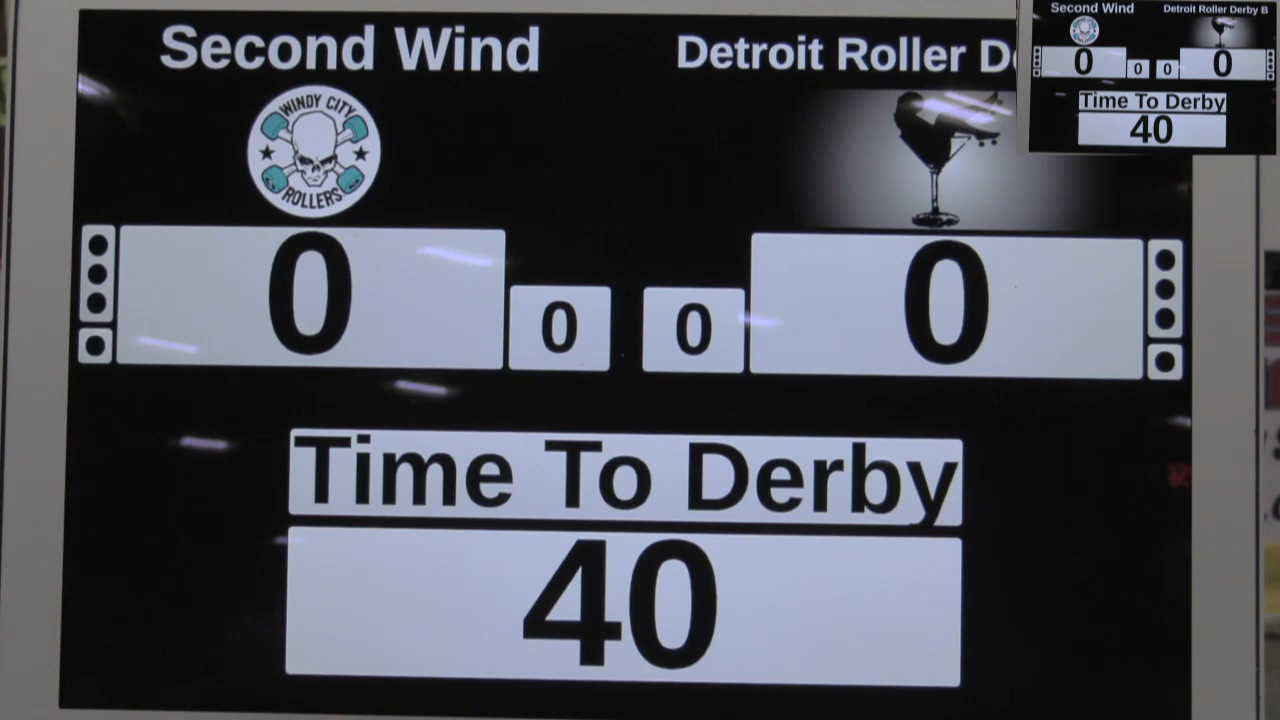 Second Wind
Detroit Roller De
WINDY CITY
ROLLERS
0
0
0
0
Time To Derby
40
Second Wind
Detroit Roller Derby B
0
0
0
0
Time To Derby
40